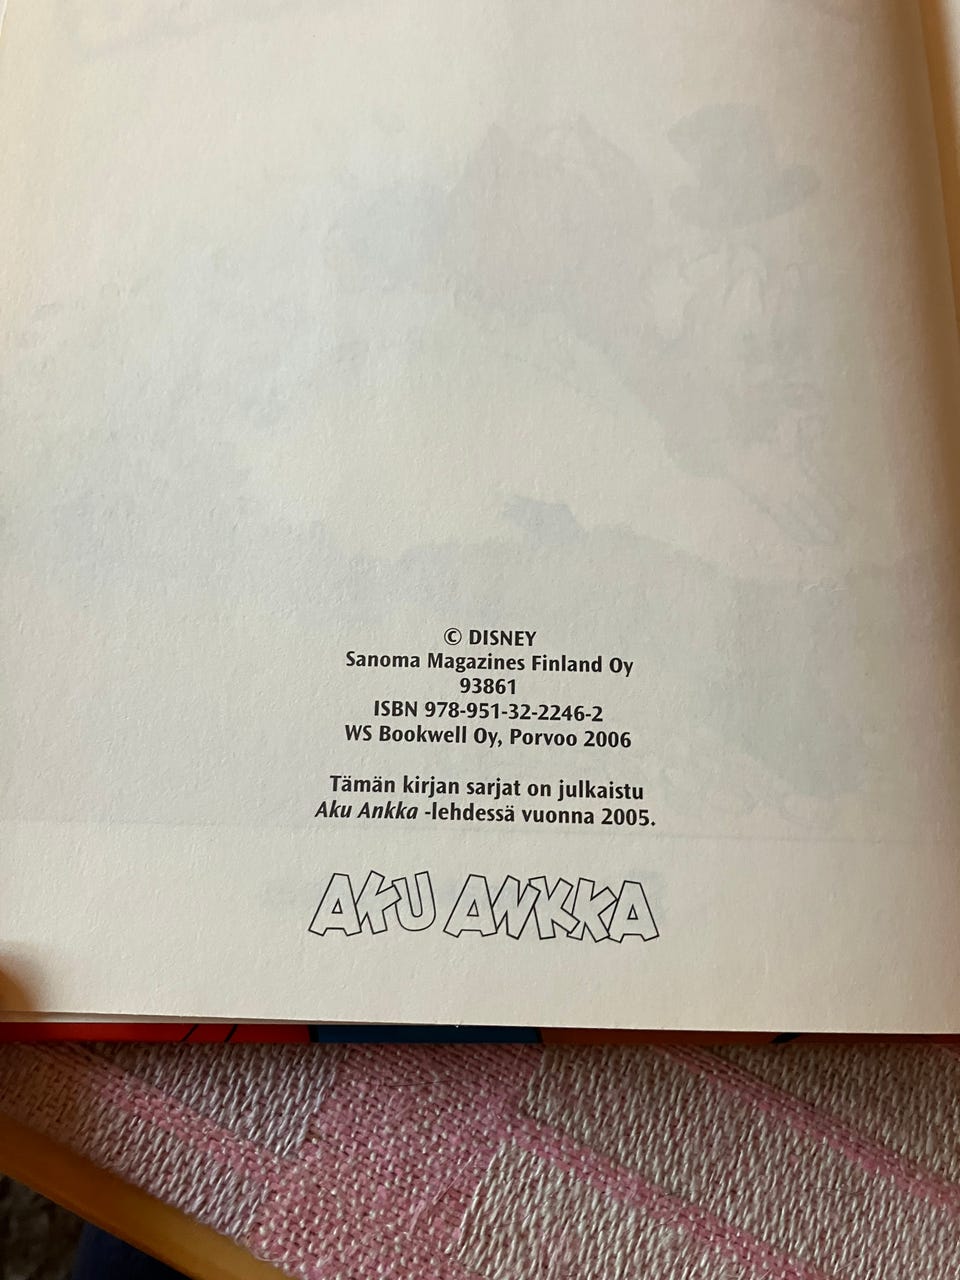 © DISNEY
Sanoma Magazines Finland Oy
93861
ISBN 978-951-32-2246-2
WS Bookwell Oy, Porvoo 2006
Tämän kirjan sarjat on julkaistu
Aku Ankka -lehdessä vuonna 2005.
AKU ANKKA